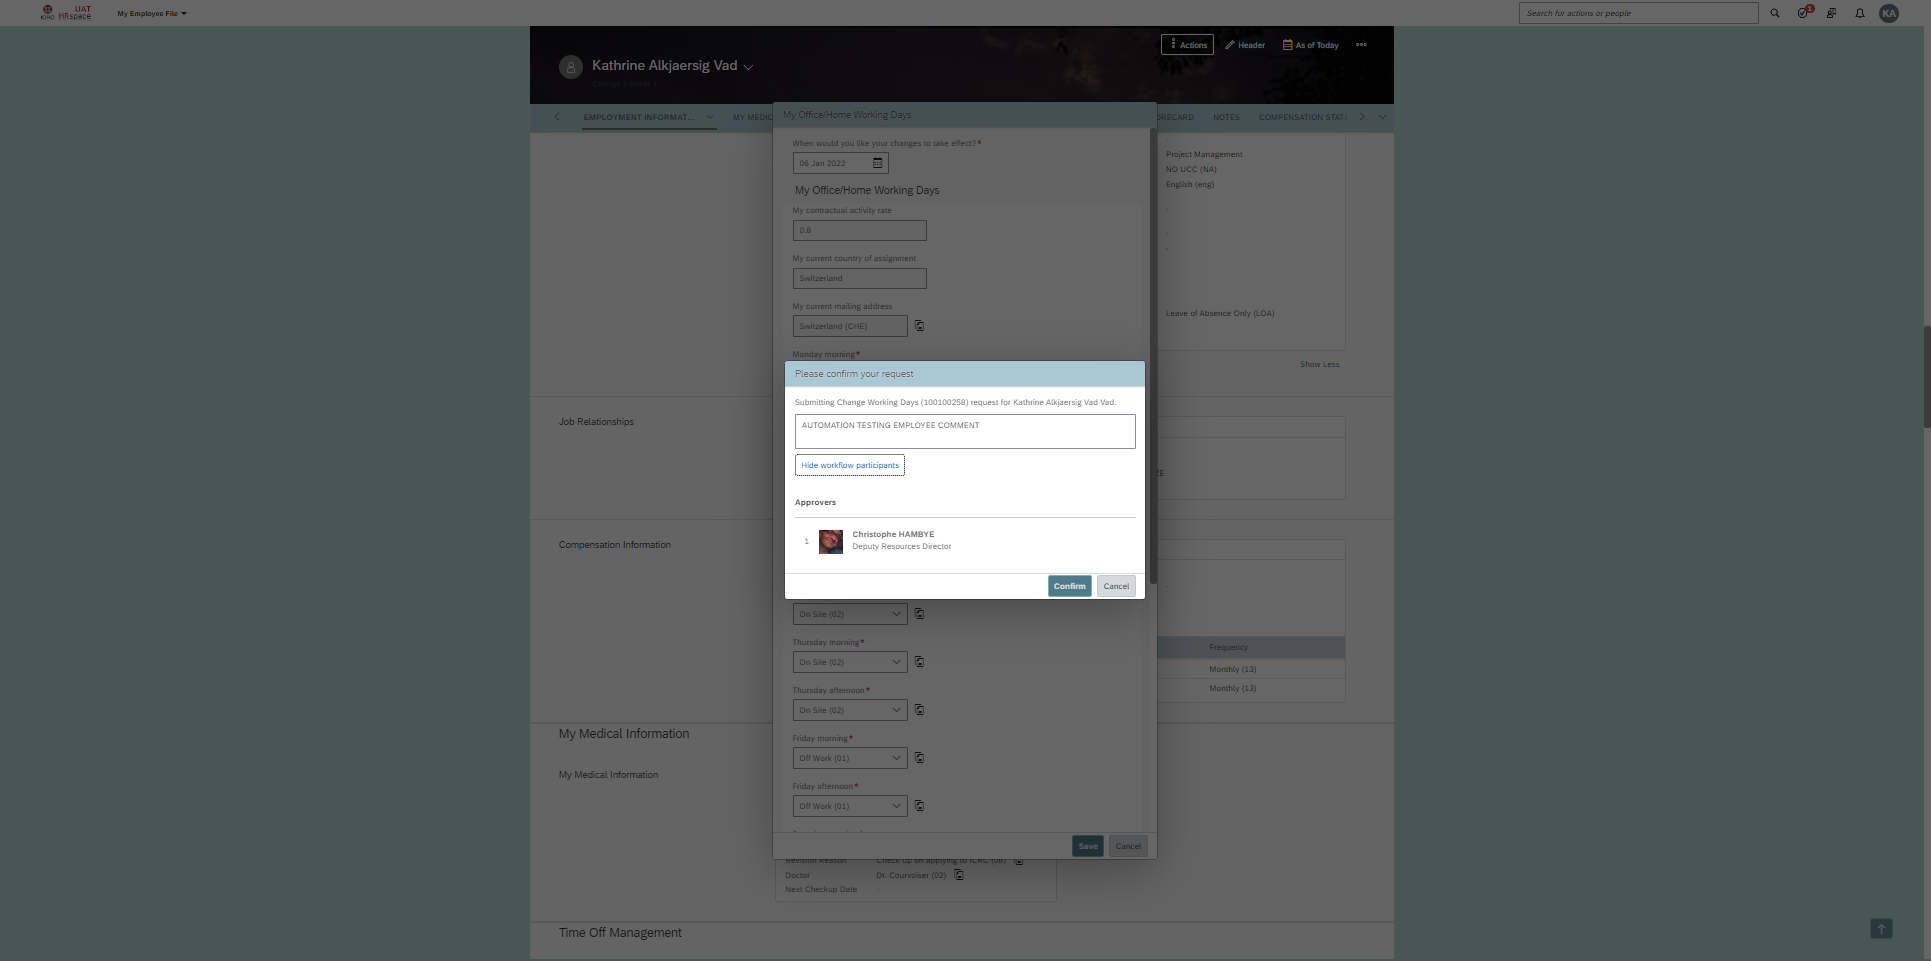 ICRC
UAT
HRspace
My Employee File
Search for actions or people
1
KA
Actions
Header
As of Today
Kathrine Alkjaersig Vad
EMPLOYMENT INFORMAT...
MY MEDIC
ORECARD
NOTES
COMPENSATION STAT
My Office/Home Working Days
When would you like your changes to take effect?*
06 Jan 2022
My Office/Home Working Days
My contractual activity rate
0.8
My current country of assignment
Switzerland
My current mailing address
Switzerland (CHE)
Monday morning*
Project Management
NO UCC (NA)
English (eng)
Leave of Absence Only (LOA)
Show Less
Please confirm your request
Submitting Change Working Days (100100258) request for Kathrine Alkjaersig Vad Vad.
AUTOMATION TESTING EMPLOYEE COMMENT
Hide workflow participants
Approvers
1
Christophe HAMBYE
Deputy Resources Director
Confirm
Cancel
Job Relationships
Compensation Information
On Site (02)
Thursday morning*
On Site (02)
Thursday afternoon*
On Site (02)
Friday morning*
Off Work (01)
Friday afternoon*
Off Work (01)
Save
Cancel
Frequency
Monthly (13)
Monthly (13)
My Medical Information
My Medical Information
Revision Reason
Check up on applying to ICRC (08)
Doctor
Dr. Courvoiser (02)
Next Checkup Date
-
Time Off Management